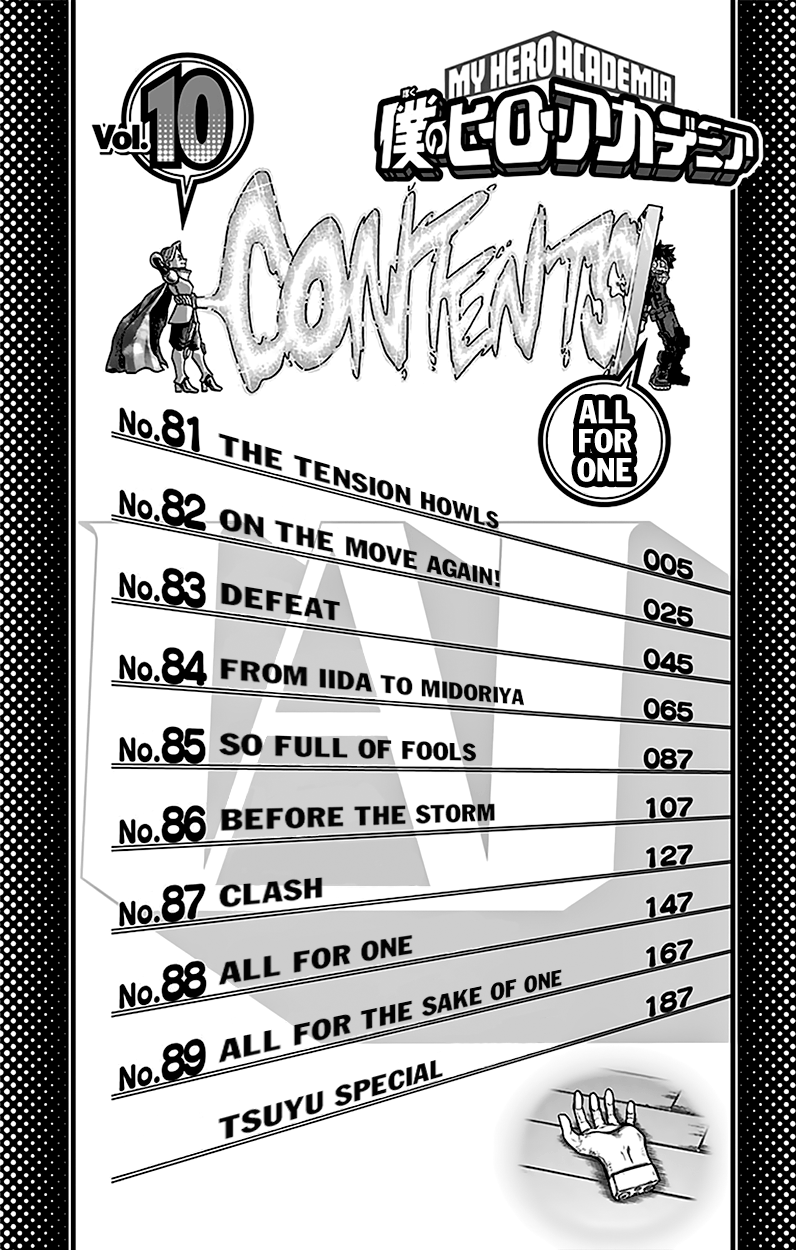 Vol. 10
MY HERO ACADEMIA
ぼく
僕のヒーローアカデミア
CONTENTS
ALL
FOR
ONE
No.81 THE TENSION HOWLS 005
No.82 ON THE MOVE AGAIN! 025
No.83 DEFEAT 045
No.84 FROM IIDA TO MIDORIYA 065
No.85 SO FULL OF FOOLS 087
No.86 BEFORE THE STORM 107
No.87 CLASH 127
No.88 ALL FOR ONE 147
No.89 ALL FOR THE SAKE OF ONE 167
TSUYU SPECIAL 187
UA